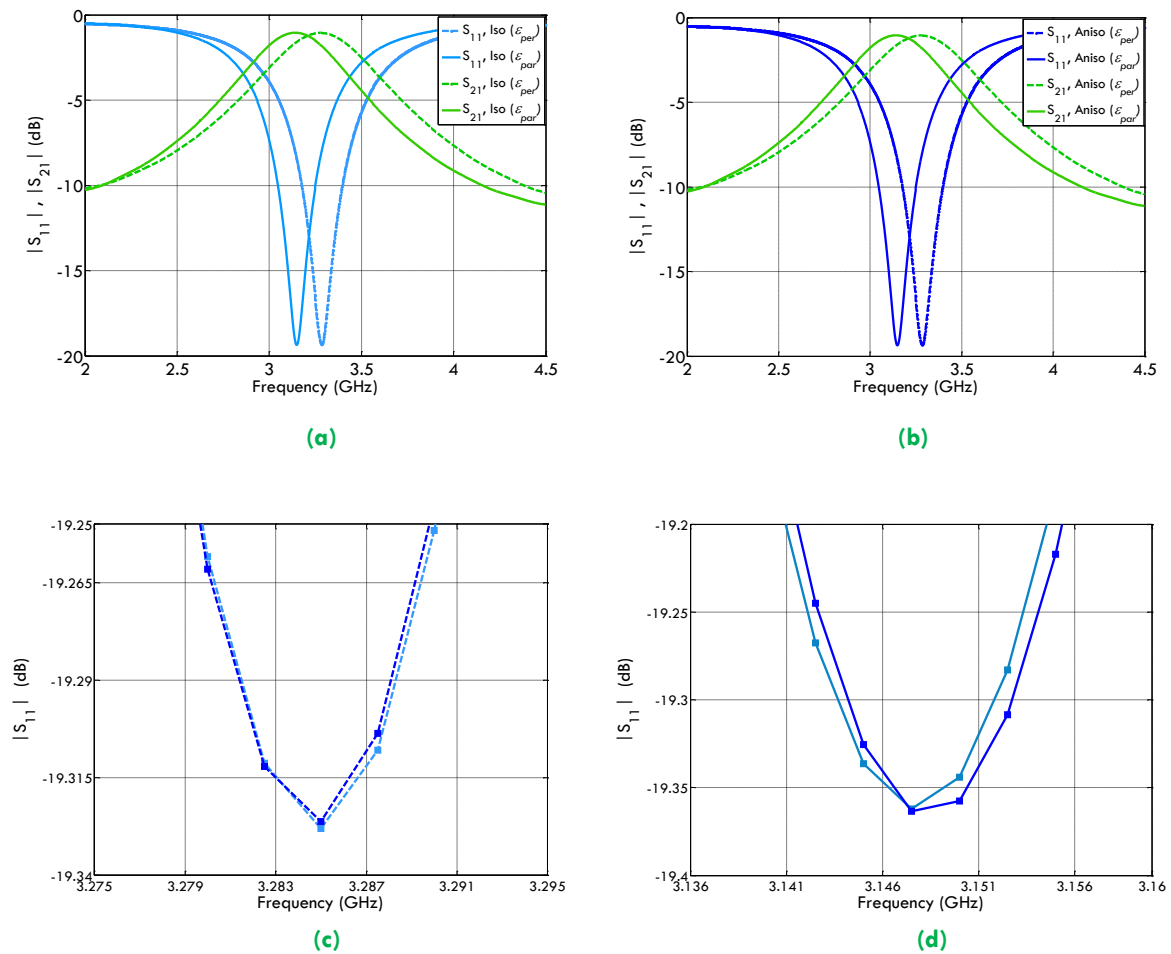 |S11| , |S21| (dB)
0
-5
-10
-15
-20
2
2.5
3
3.5
4
4.5
Frequency (GHz)
S11, Iso (εper)
S11, Iso (εpar)
S21, Iso (εper)
S21, Iso (εpar)
(a)
|S11| , |S21| (dB)
0
-5
-10
-15
-20
2
2.5
3
3.5
4
4.5
Frequency (GHz)
S11, Aniso (εper)
S11, Aniso (εpar)
S21, Aniso (εper)
S21, Aniso (εpar)
(b)
|S11| (dB)
-19.25
-19.265
-19.29
-19.315
-19.34
3.275
3.279
3.283
3.287
3.291
3.295
Frequency (GHz)
(c)
|S11| (dB)
-19.2
-19.25
-19.3
-19.35
-19.4
3.136
3.141
3.146
3.151
3.156
3.16
Frequency (GHz)
(d)